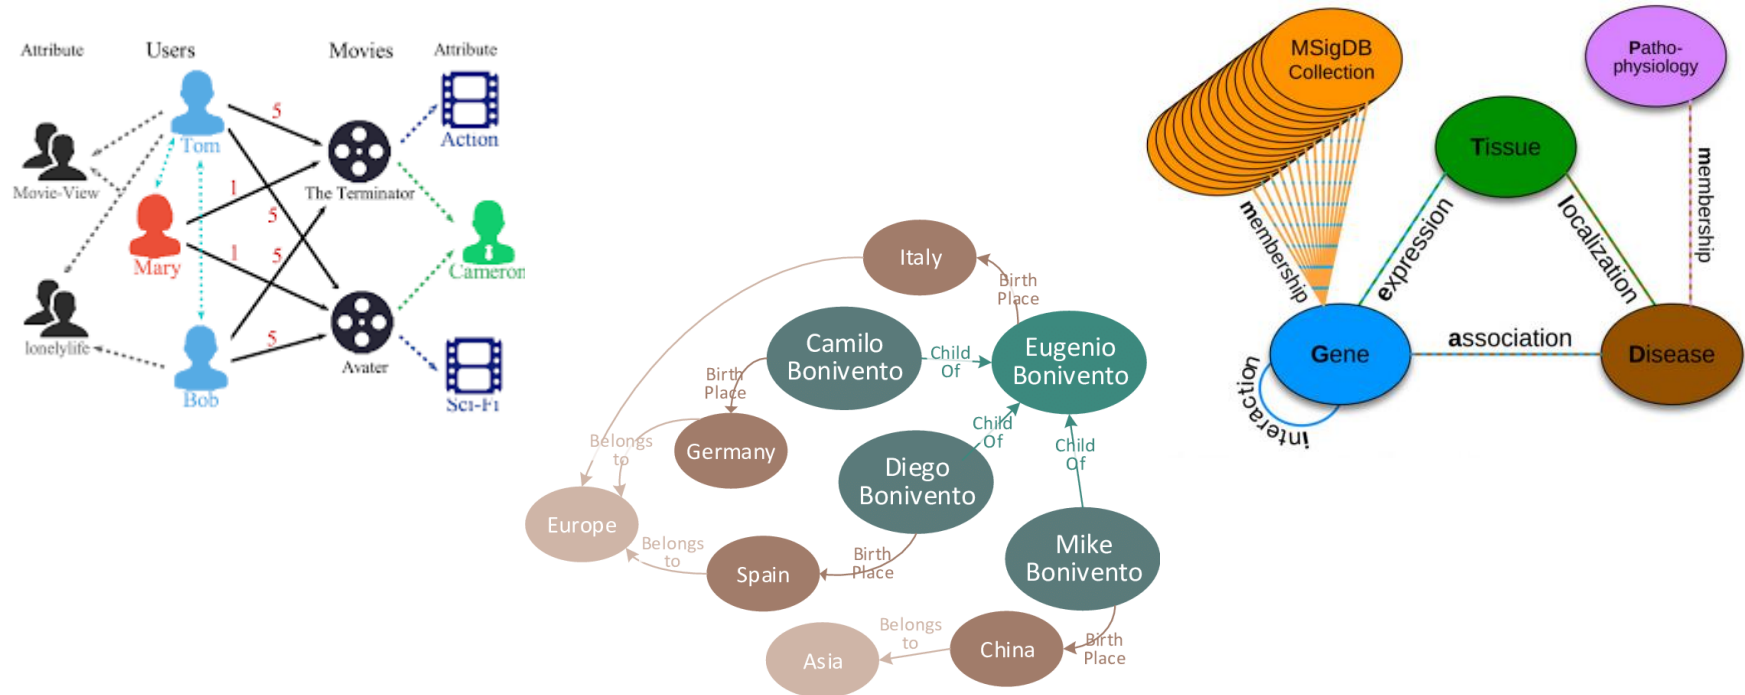 Attribute
Users
Movies
Attribute
Tom
5
Action
Movie-View
1
The Terminator
5
Mary
1
5
Cameron
lonelylife
5
Avater
Bob
Sci-Fi
Italy
Birth
Place
Camilo
Bonivento
Child
Of
Eugenio
Bonivento
Birth
Place
Germany
Belongs
to
Child
Of
Child
Of
Diego
Bonivento
Europe
Belongs
to
Spain
Birth
Place
Mike
Bonivento
Belongs
to
Asia
China
Birth
Place
MSigDB
Collection
Patho-
physiology
Tissue
membership
membership
expression
localization
Gene
association
Disease
interaction